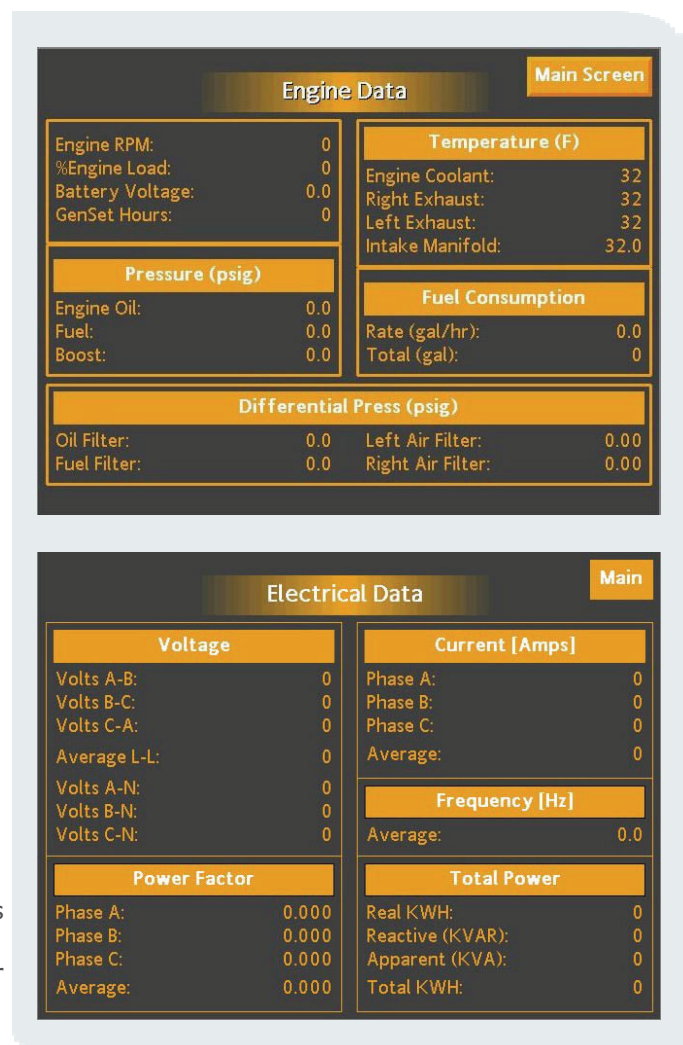 Main Screen
Engine Data
Engine RPM: 0
%Engine Load: 0
Battery Voltage: 0.0
GenSet Hours: 0
Temperature (F)
Engine Coolant: 32
Right Exhaust: 32
Left Exhaust: 32
Intake Manifold: 32.0
Pressure (psig)
Engine Oil: 0.0
Fuel: 0.0
Boost: 0.0
Fuel Consumption
Rate (gal/hr): 0.0
Total (gal): 0
Differential Press (psig)
Oil Filter: 0.0 Left Air Filter: 0.00
Fuel Filter: 0.0 Right Air Filter: 0.00
Main
Electrical Data
Voltage
Volts A-B: 0
Volts B-C: 0
Volts C-A: 0
Average L-L: 0
Volts A-N: 0
Volts B-N: 0
Volts C-N: 0
Current [Amps]
Phase A: 0
Phase B: 0
Phase C: 0
Average: 0
Frequency [Hz]
Average: 0.0
Power Factor
Phase A: 0.000
Phase B: 0.000
Phase C: 0.000
Average: 0.000
Total Power
Real KWH: 0
Reactive (KVAR): 0
Apparent (KVA): 0
Total KWH: 0